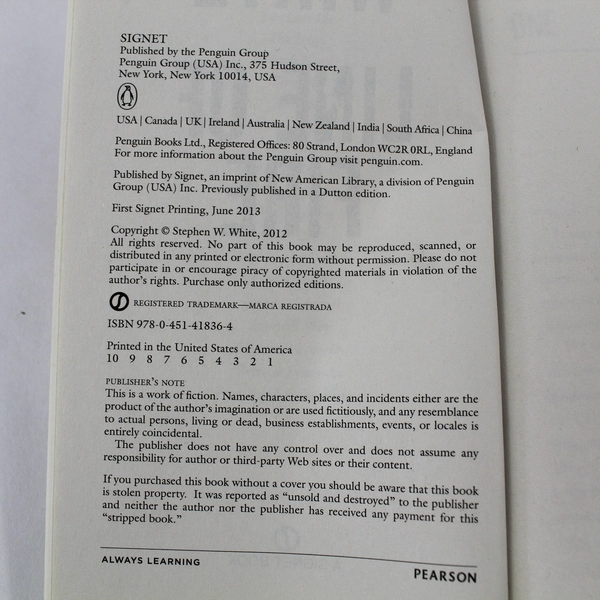 SIGNET
Published by the Penguin Group
Penguin Group (USA) Inc., 375 Hudson Street,
New York, New York 10014, USA
USA | Canada | UK | Ireland | Australia | New Zealand | India | South Africa | China
Penguin Books Ltd., Registered Offices: 80 Strand, London WC2R 0RL, England
For more information about the Penguin Group visit penguin.com.
Published by Signet, an imprint of New American Library, a division of Penguin
Group (USA) Inc. Previously published in a Dutton edition.
First Signet Printing, June 2013
Copyright © Stephen W. White, 2012
All rights reserved. No part of this book may be reproduced, scanned, or
distributed in any printed or electronic form without permission. Please do not
participate in or encourage piracy of copyrighted materials in violation of the
author's rights. Purchase only authorized editions.
REGISTERED TRADEMARK—MARCA REGISTRADA
ISBN 978-0-451-41836-4
Printed in the United States of America
10 9 8 7 6 5 4 3 2 1
PUBLISHER'S NOTE
This is a work of fiction. Names, characters, places, and incidents either are the
product of the author's imagination or are used fictitiously, and any resemblance
to actual persons, living or dead, business establishments, events, or locales is
entirely coincidental.
The publisher does not have any control over and does not assume any
responsibility for author or third-party Web sites or their content.
If you purchased this book without a cover you should be aware that this book
is stolen property. It was reported as “unsold and destroyed” to the publisher
and neither the author nor the publisher has received any payment for this
“stripped book.”
ALWAYS LEARNING
PEARSON